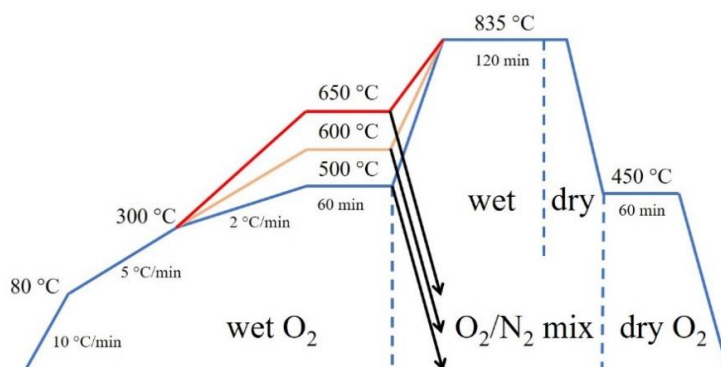 835 °C
120 min
650 °C
600 °C
500 °C
60 min
300 °C
2 °C/min
450 °C
60 min
wet
dry
80 °C
5 °C/min
10 °C/min
wet O₂
O₂/N₂ mix
dry O₂